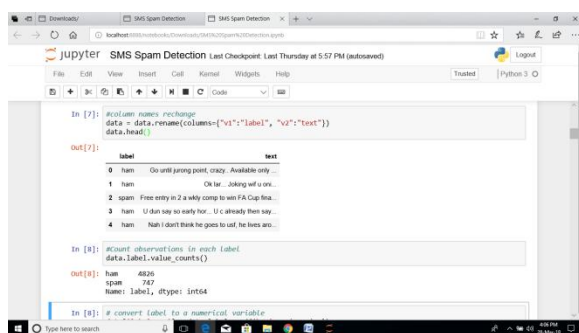 Downloads/
SMS Spam Detection
SMS Spam Detection
localhost:8888/notebooks/Downloads/SMS%20Spam%20Detection.ipynb
jupyter SMS Spam Detection Last Checkpoint: Last Thursday at 5:57 PM (autosaved)
Logout
File Edit View Insert Cell Kernel Widgets Help
Trusted Python 3
Code
In [7]: #column names rechange
data = data.rename(columns={"v1":"label", "v2":"text"})
data.head()
Out[7]:
label text
0 ham Go until jurong point, crazy.. Available only ...
1 ham Ok lar... Joking wif u oni...
2 spam Free entry in 2 a wkly comp to win FA Cup fina...
3 ham U dun say so early hor... U c already then say...
4 ham Nah I don't think he goes to usf, he lives aro...
In [8]: #Count observations in each label
data.label.value_counts()
Out[8]: ham 4826
spam 747
Name: label, dtype: int64
In [8]: # convert label to a numerical variable
Type here to search
4:06 PM